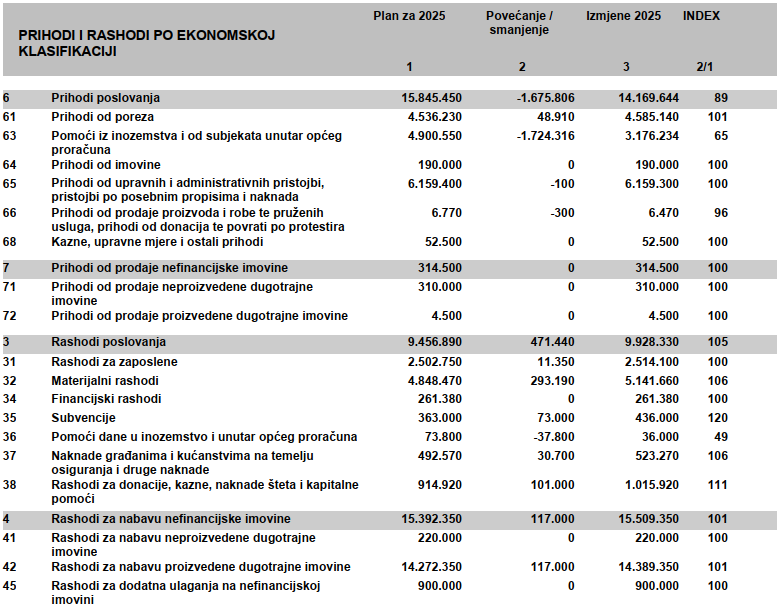 Plan za 2025 Povećanje / Izmjene 2025 INDEX
smanjenje
PRIHODI I RASHODI PO EKONOMSKOJ
KLASIFIKACIJI
1 2 3 2/1
6 Prihodi poslovanja 15.845.450 -1.675.806 14.169.644 89
61 Prihodi od poreza 4.536.230 48.910 4.585.140 101
63 Pomoći iz inozemstva i od subjekata unutar općeg 4.900.550 -1.724.316 3.176.234 65
proračuna
64 Prihodi od imovine 190.000 0 190.000 100
65 Prihodi od upravnih i administrativnih pristojbi, 6.159.400 -100 6.159.300 100
pristojbi po posebnim propisima i naknada
66 Prihodi od prodaje proizvoda i robe te pruženih 6.770 -300 6.470 96
usluga, prihodi od donacija te povrati po protestira
68 Kazne, upravne mjere i ostali prihodi 52.500 0 52.500 100
7 Prihodi od prodaje nefinancijske imovine 314.500 0 314.500 100
71 Prihodi od prodaje neproizvedene dugotrajne 310.000 0 310.000 100
imovine
72 Prihodi od prodaje proizvedene dugotrajne imovine 4.500 0 4.500 100
3 Rashodi poslovanja 9.456.890 471.440 9.928.330 105
31 Rashodi za zaposlene 2.502.750 11.350 2.514.100 100
32 Materijalni rashodi 4.848.470 293.190 5.141.660 106
34 Financijski rashodi 261.380 0 261.380 100
35 Subvencije 363.000 73.000 436.000 120
36 Pomoći dane u inozemstvo i unutar općeg proračuna 73.800 -37.800 36.000 49
37 Naknade građanima i kućanstvima na temelju 492.570 30.700 523.270 106
osiguranja i druge naknade
38 Rashodi za donacije, kazne, naknade šteta i kapitalne 914.920 101.000 1.015.920 111
pomoći
4 Rashodi za nabavu nefinancijske imovine 15.392.350 117.000 15.509.350 101
41 Rashodi za nabavu neproizvedene dugotrajne 220.000 0 220.000 100
imovine
42 Rashodi za nabavu proizvedene dugotrajne imovine 14.272.350 117.000 14.389.350 101
45 Rashodi za dodatna ulaganja na nefinancijskoj 900.000 0 900.000 100
imovini